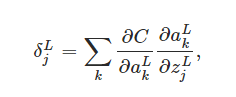 δ_j^L = ∑_k ∂C/∂a_k^L ∂a_k^L/∂z_j^L,